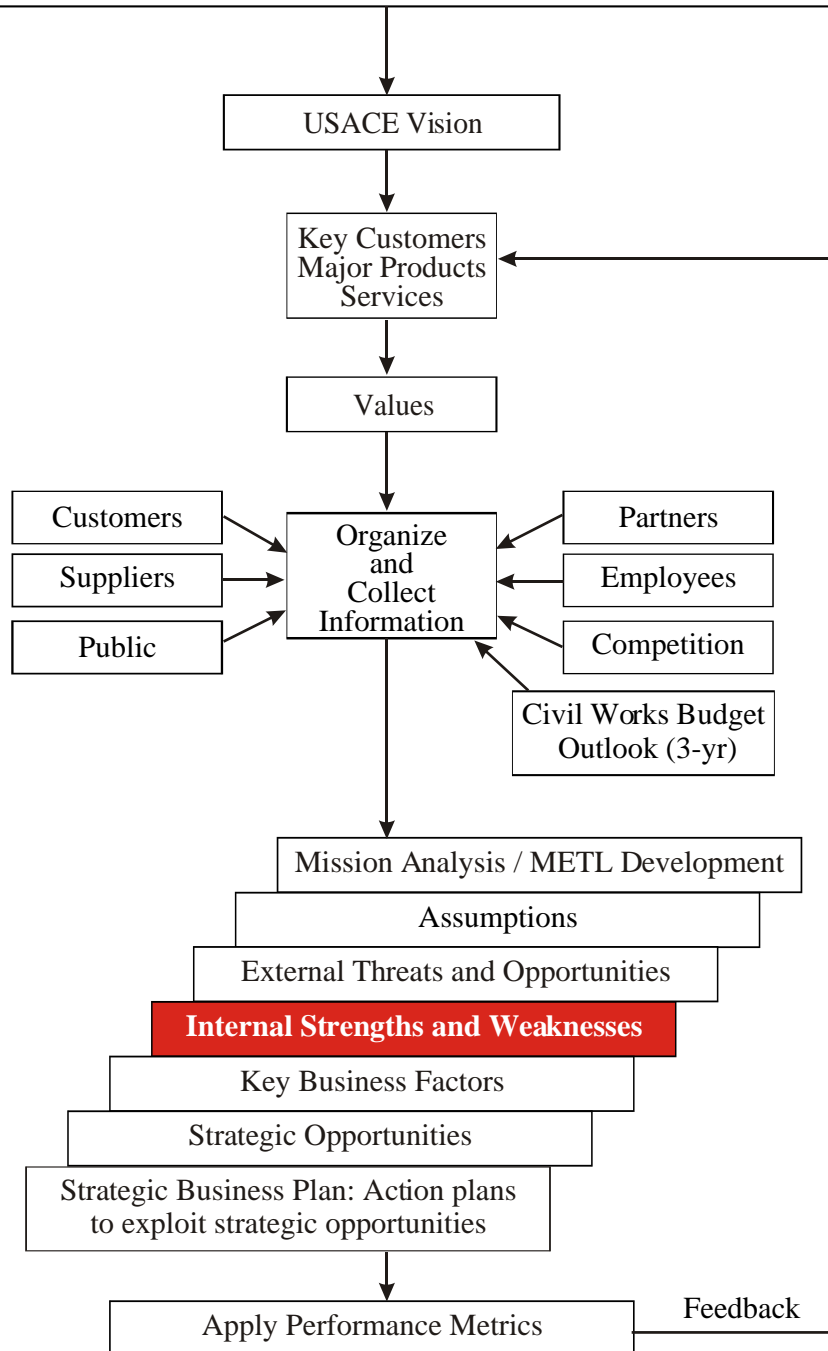 USACE Vision
Key Customers
Major Products
Services
Values
Customers
Suppliers
Public
Organize
and
Collect
Information
Partners
Employees
Competition
Civil Works Budget
Outlook (3-yr)
Mission Analysis / METL Development
Assumptions
External Threats and Opportunities
Internal Strengths and Weaknesses
Key Business Factors
Strategic Opportunities
Strategic Business Plan: Action plans
to exploit strategic opportunities
Apply Performance Metrics
Feedback